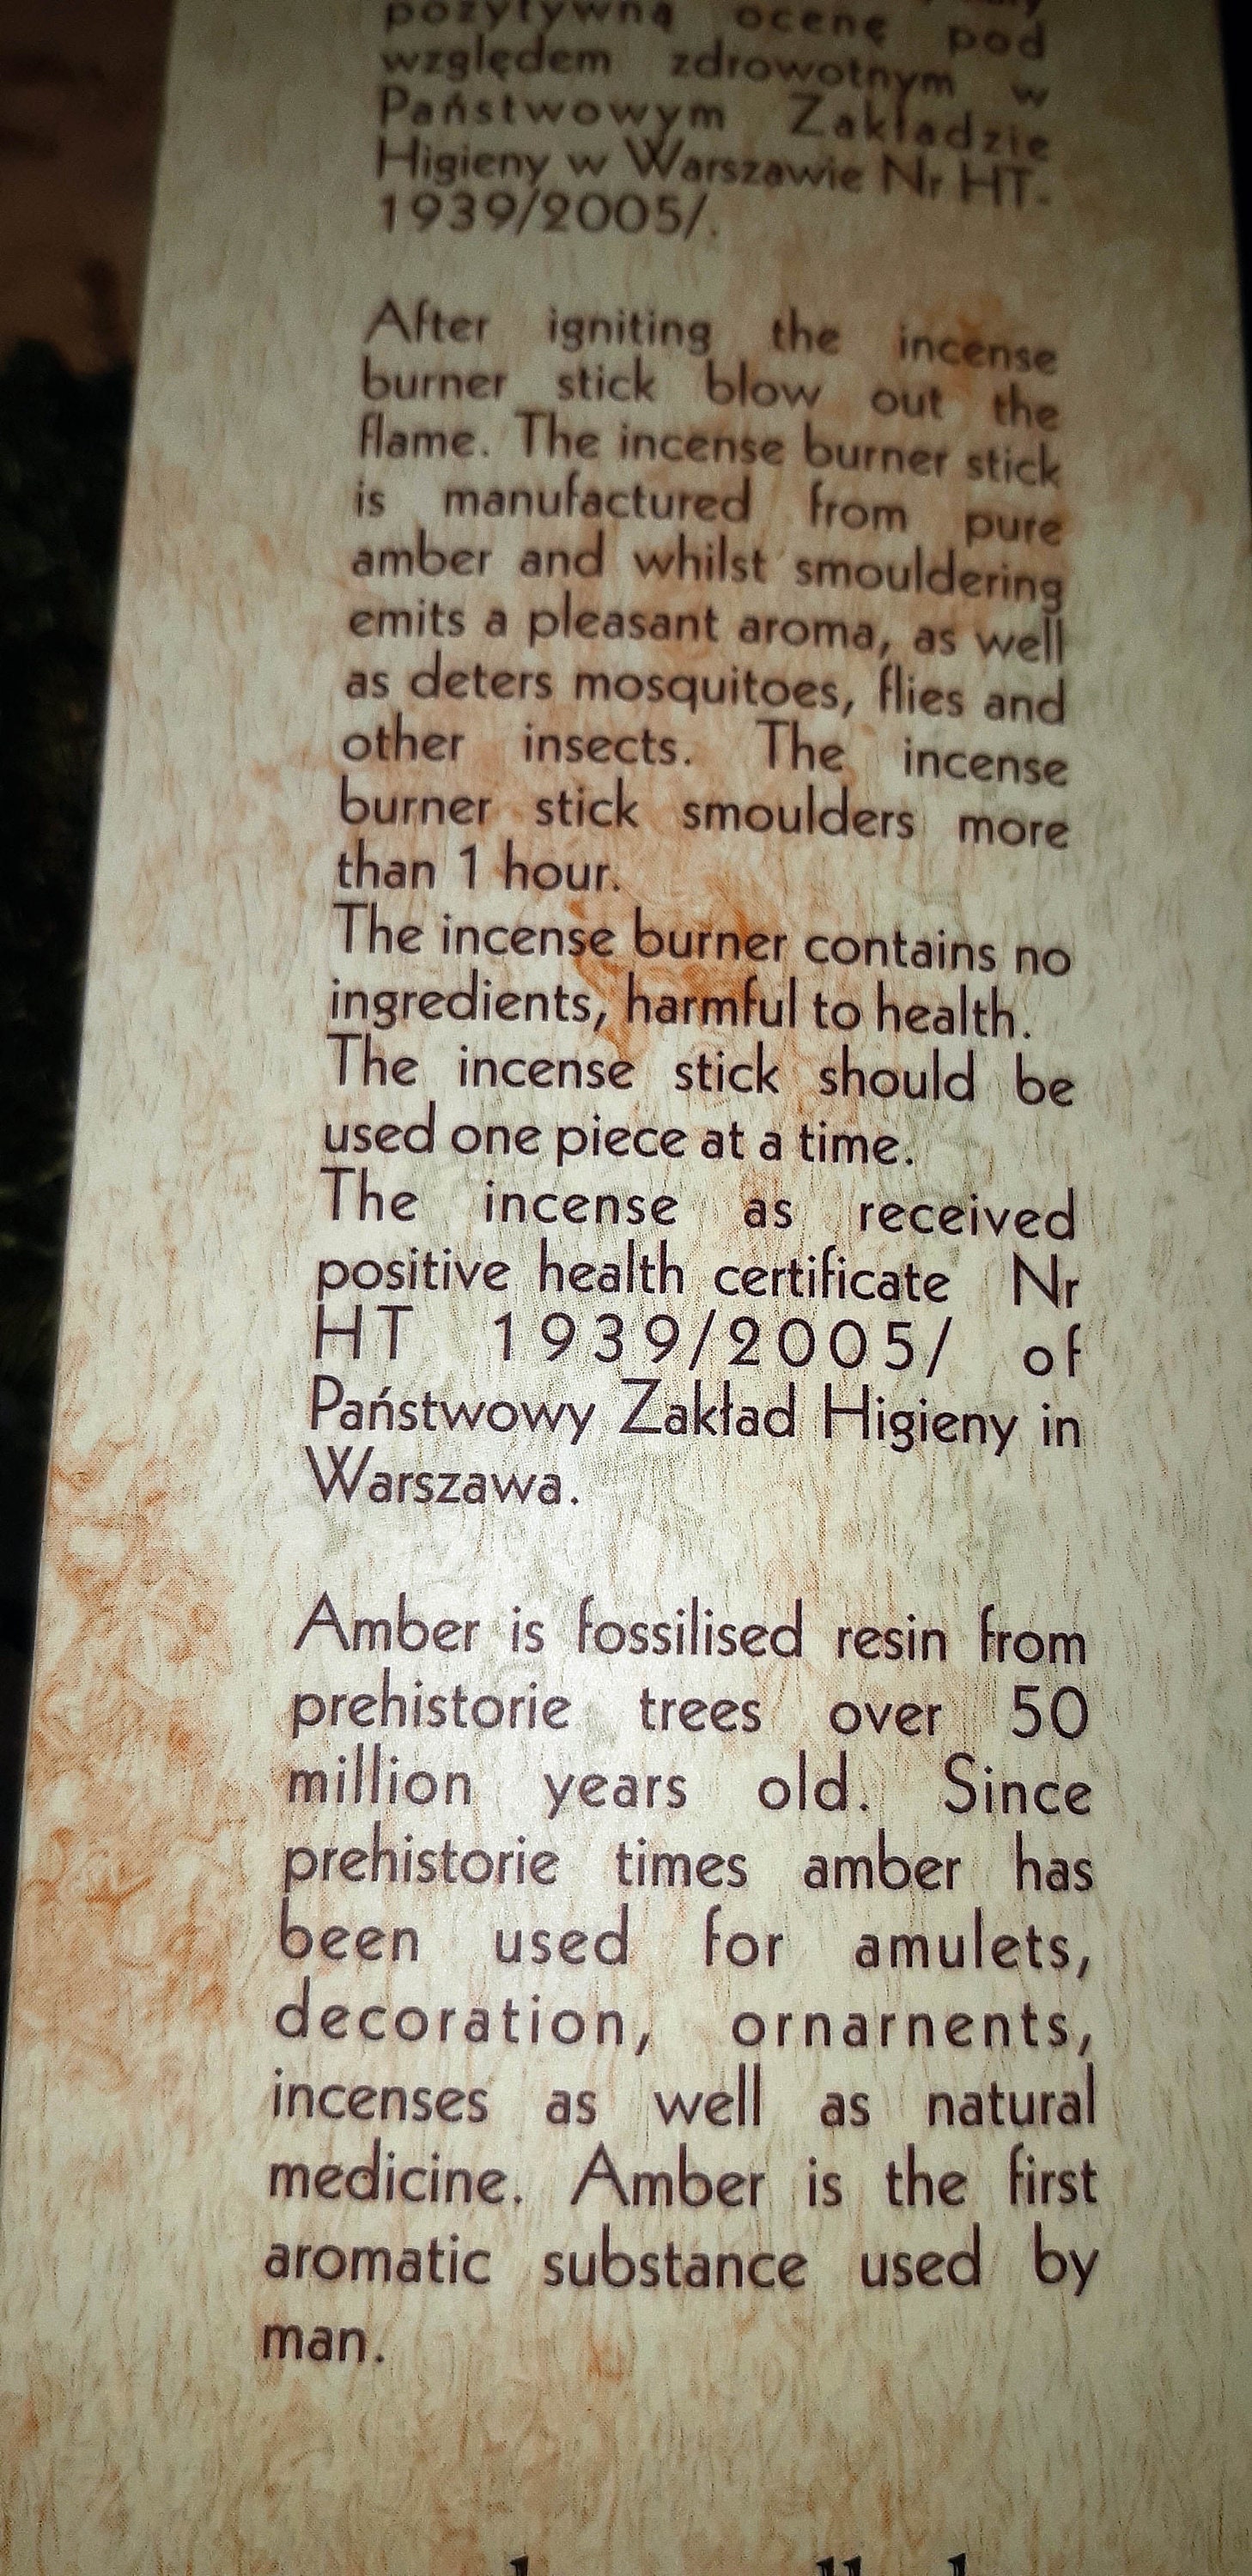 pozytywną ocenę pod
względem zdrowotnym w
Państwowym Zakładzie
Higieny w Warszawie Nr HT-
1939/2005/.
After igniting the incense
burner stick blow out the
flame. The incense burner stick
is manufactured from pure
amber and whilst smouldering
emits a pleasant aroma, as well
as deters mosquitoes, flies and
other insects. The incense
burner stick smoulders more
than 1 hour.
The incense burner contains no
ingredients, harmful to health.
The incense stick should be
used one piece at a time.
The incense as received
positive health certificate Nr
HT 1939/2005/ of
Państwowy Zakład Higieny in
Warszawa.
Amber is fossilised resin from
prehistorie trees over 50
million years old. Since
prehistorie times amber has
been used for amulets,
decoration, ornarnents,
incenses as well as natural
medicine. Amber is the first
aromatic substance used by
man.